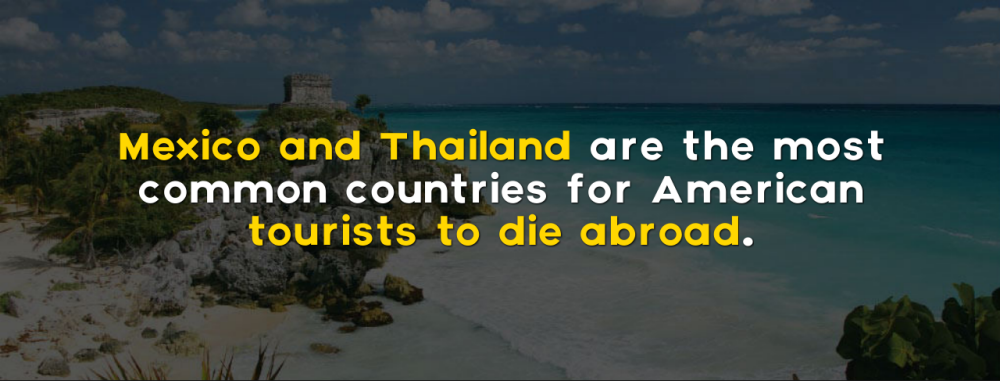 Mexico and Thailand are the most
common countries for American
tourists to die abroad.